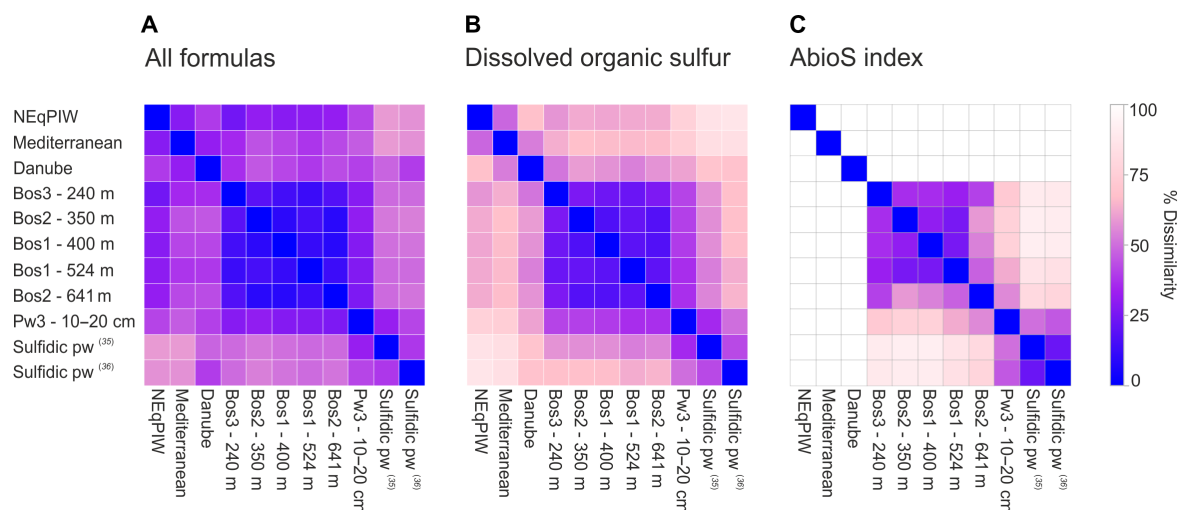 A
All formulas
B
Dissolved organic sulfur
C
AbioS index
NEqPIW
Mediterranean
Danube
Bos3 - 240 m
Bos2 - 350 m
Bos1 - 400 m
Bos1 - 524 m
Bos2 - 641 m
Pw3 - 10–20 cm
Sulfidic pw (35)
Sulfidic pw (36)
NEqPIW
Mediterranean
Danube
Bos3 - 240 m
Bos2 - 350 m
Bos1 - 400 m
Bos1 - 524 m
Bos2 - 641 m
Pw3 - 10–20 cm
Sulfidic pw (35)
Sulfidic pw (36)
NEqPIW
Mediterranean
Danube
Bos3 - 240 m
Bos2 - 350 m
Bos1 - 400 m
Bos1 - 524 m
Bos2 - 641 m
Pw3 - 10–20 cm
Sulfidic pw (35)
Sulfidic pw (36)
NEqPIW
Mediterranean
Danube
Bos3 - 240 m
Bos2 - 350 m
Bos1 - 400 m
Bos1 - 524 m
Bos2 - 641 m
Pw3 - 10–20 cm
Sulfidic pw (35)
Sulfidic pw (36)
100
75
50
25
0
% Dissimilarity